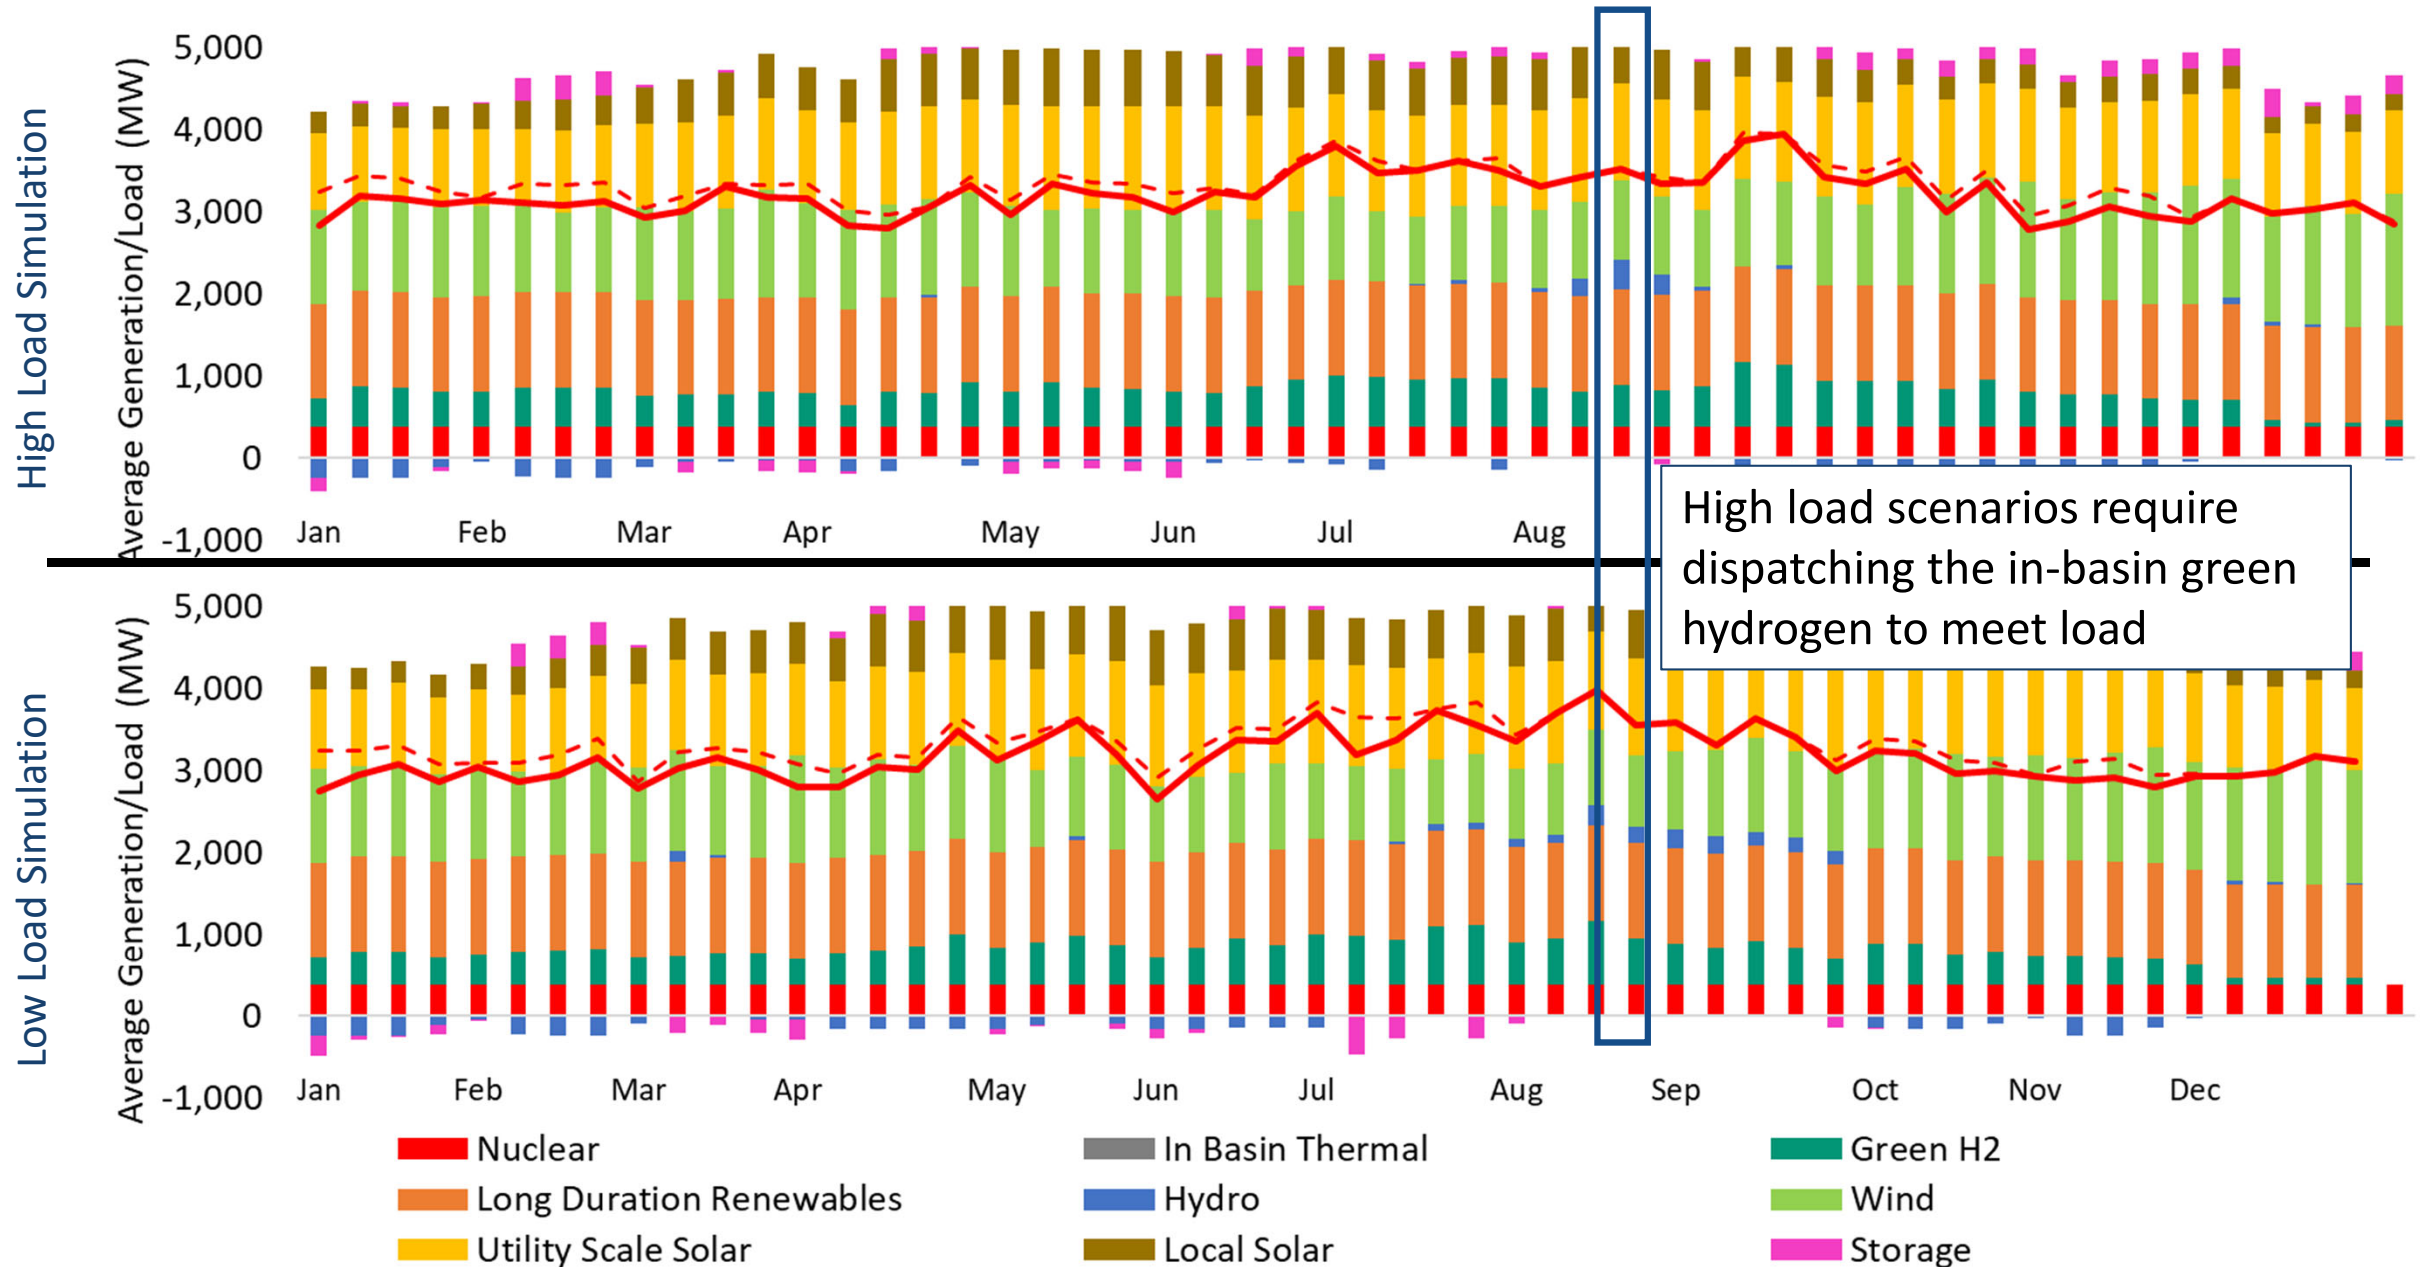 High Load Simulation
Average Generation/Load (MW)
5,000
4,000
3,000
2,000
1,000
0
-1,000
Jan Feb Mar Apr May Jun Jul Aug
High load scenarios require
dispatching the in-basin green
hydrogen to meet load
Low Load Simulation
Average Generation/Load (MW)
5,000
4,000
3,000
2,000
1,000
0
-1,000
Jan Feb Mar Apr May Jun Jul Aug Sep Oct Nov Dec
Nuclear In Basin Thermal Green H2
Long Duration Renewables Hydro Wind
Utility Scale Solar Local Solar Storage